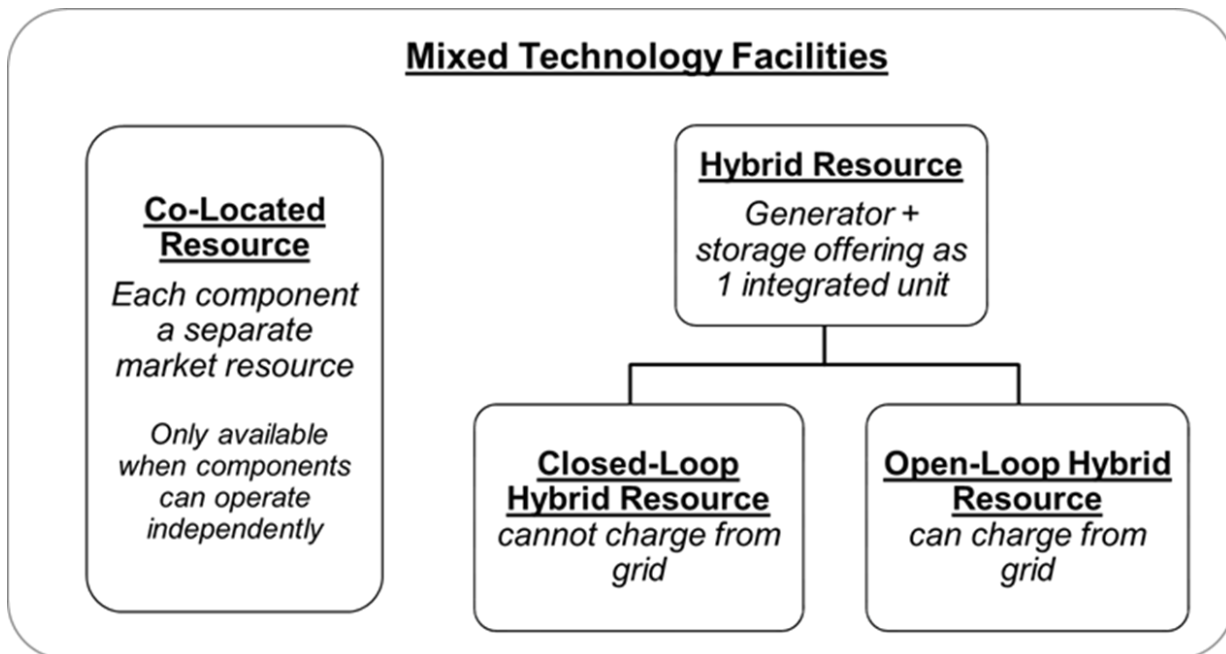 Mixed Technology Facilities
Co-Located
Resource
Each component
a separate
market resource
Only available
when components
can operate
independently
Hybrid Resource
Generator +
storage offering as
1 integrated unit
Closed-Loop
Hybrid Resource
cannot charge from
grid
Open-Loop Hybrid
Resource
can charge from
grid